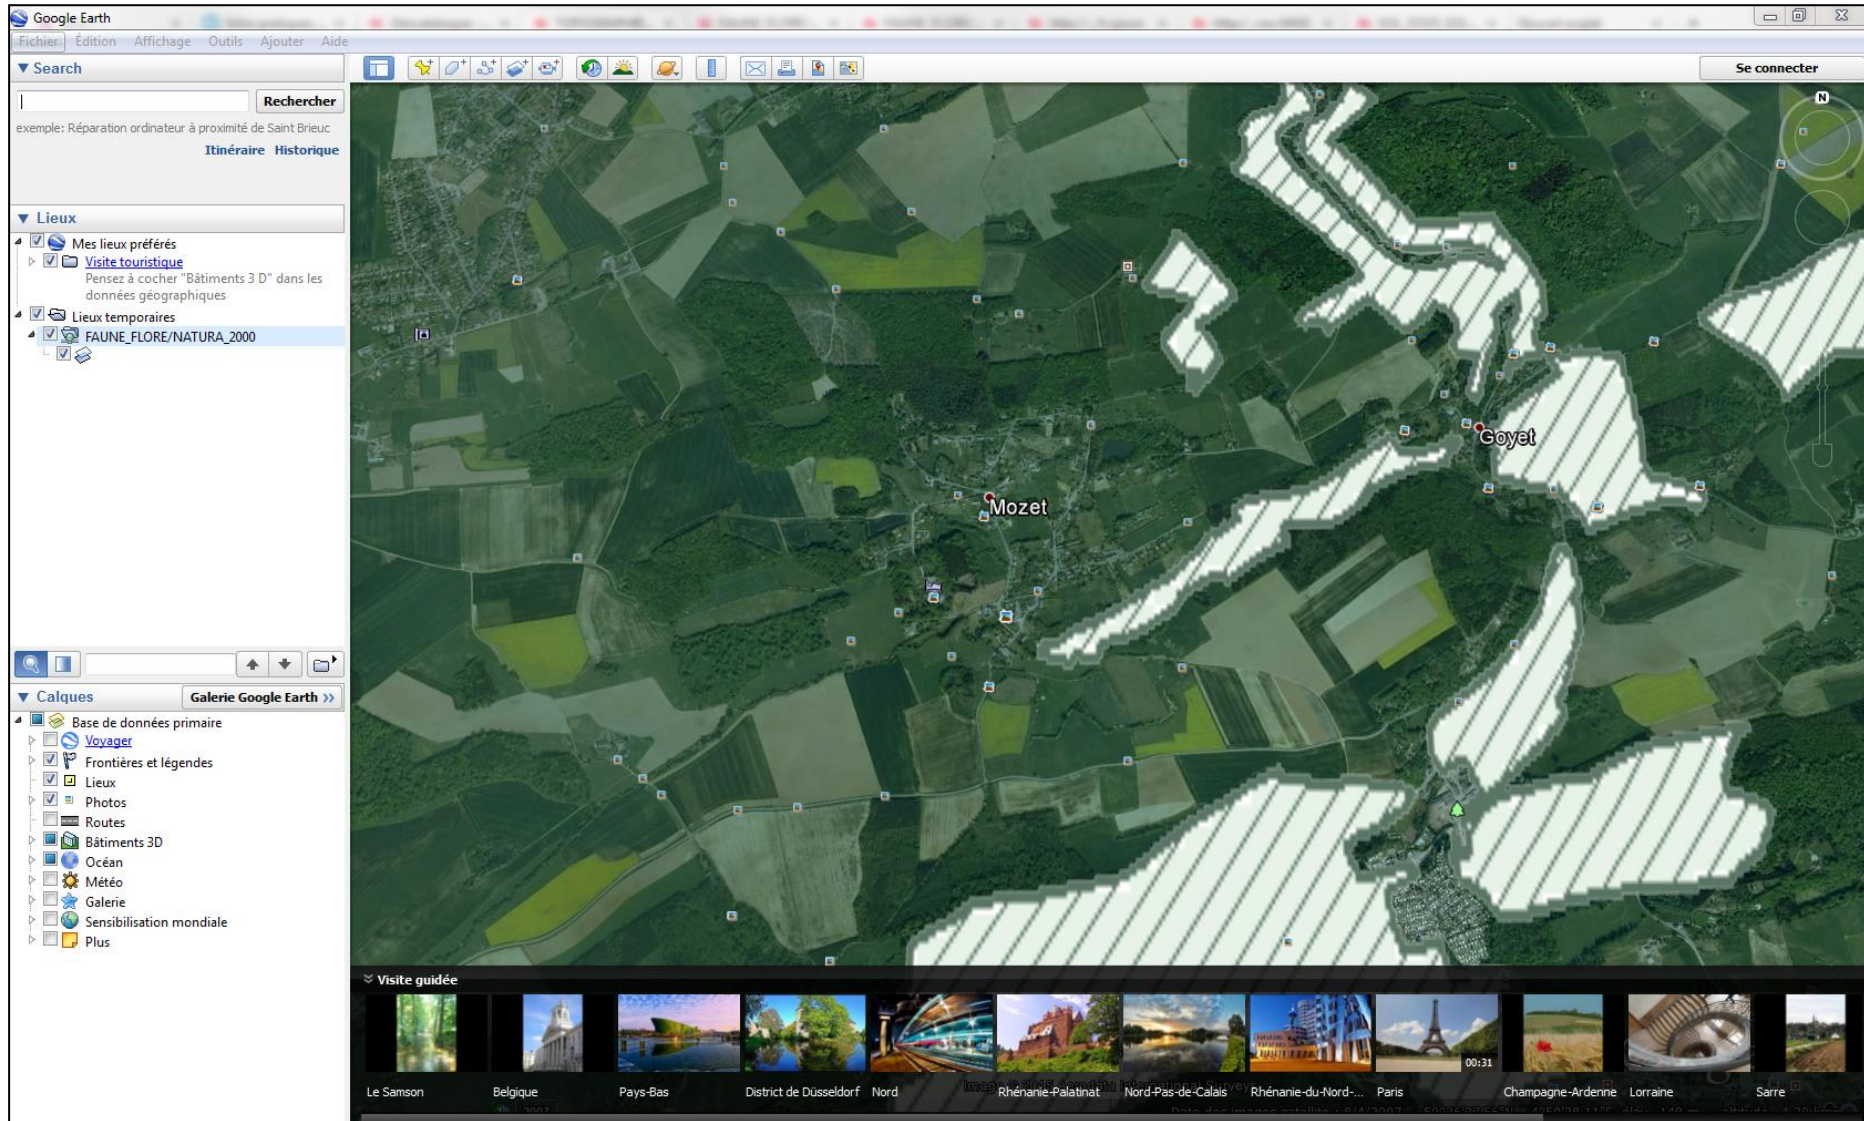 Google Earth
Fichier Édition Affichage Outils Ajouter Aide
Search
Rechercher
exemple: Réparation ordinateur à proximité de Saint Brieuc
Itinéraire Historique
Lieux
Mes lieux préférés
Visite touristique
Pensez à cocher "Bâtiments 3 D" dans les
données géographiques
Lieux temporaires
FAUNE_FLORE/NATURA_2000
Calques
Galerie Google Earth >>
Base de données primaire
Voyager
Frontières et légendes
Lieux
Photos
Routes
Bâtiments 3D
Océan
Météo
Galerie
Sensibilisation mondiale
Plus
Se connecter
N
Goyet
Mozet
Visite guidée
00:31
Le Samson
Belgique
Pays-Bas
District de Düsseldorf
Nord
Rhénanie-Palatinat
Nord-Pas-de-Calais
Rhénanie-du-Nord-...
Paris
Champagne-Ardenne
Lorraine
Sarre
2007